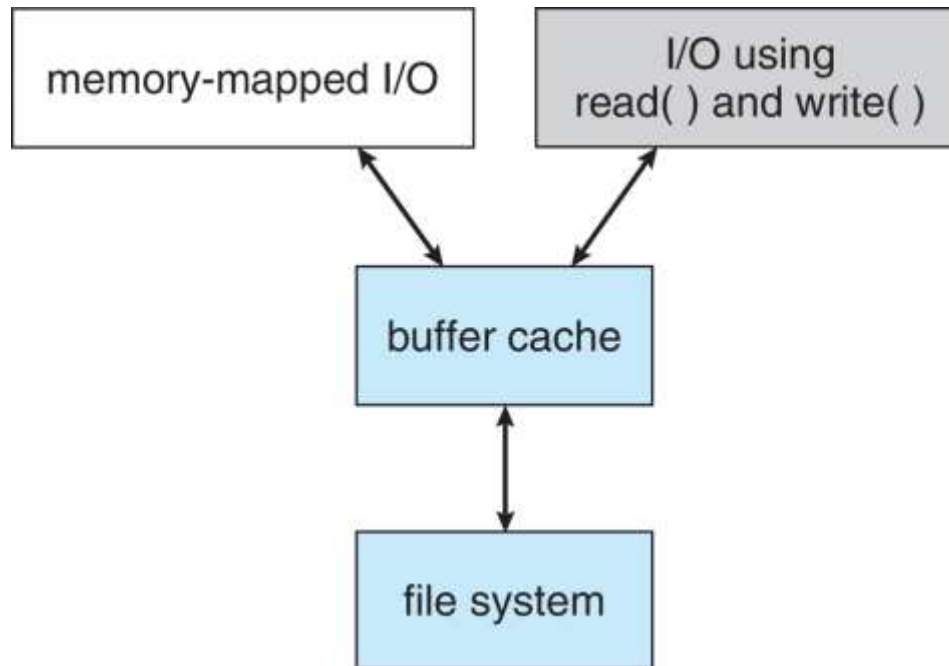 memory-mapped I/O
I/O using
read( ) and write( )
buffer cache
file system